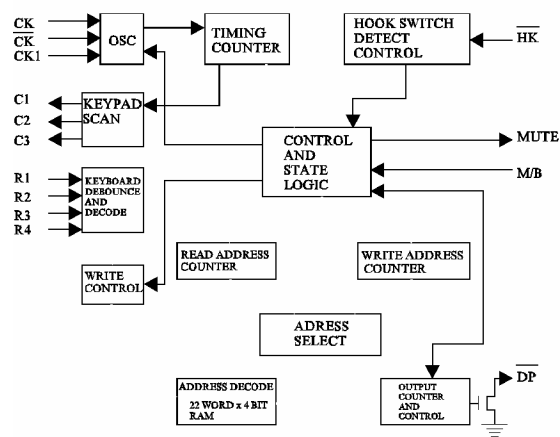 CK
CK
CK1
OSC
TIMING
COUNTER
HOOK SWITCH
DETECT
CONTROL
HK
C1
C2
C3
KEYPAD
SCAN
CONTROL
AND
STATE
LOGIC
MUTE
M/B
R1
R2
R3
R4
KEYBOARD
DEBOUNCE
AND
DECODE
READ ADDRESS
COUNTER
WRITE ADDRESS
COUNTER
WRITE
CONTROL
ADRESS
SELECT
ADDRESS DECODE
22 WORD x 4 BIT
RAM
OUTPUT
COUNTER
AND
CONTROL
DP